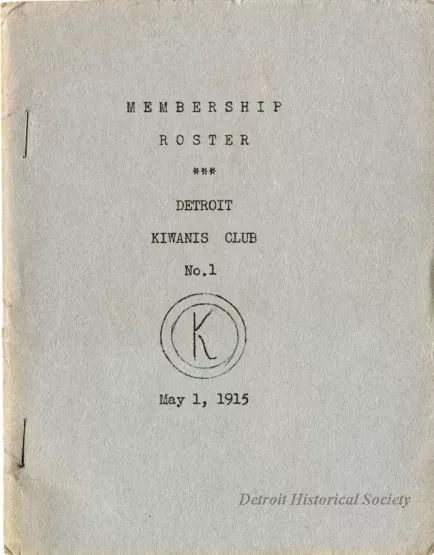 MEMBERSHIP
ROSTER
***
DETROIT
KIWANIS CLUB
No.1
K
May 1, 1915
Detroit Historical Society